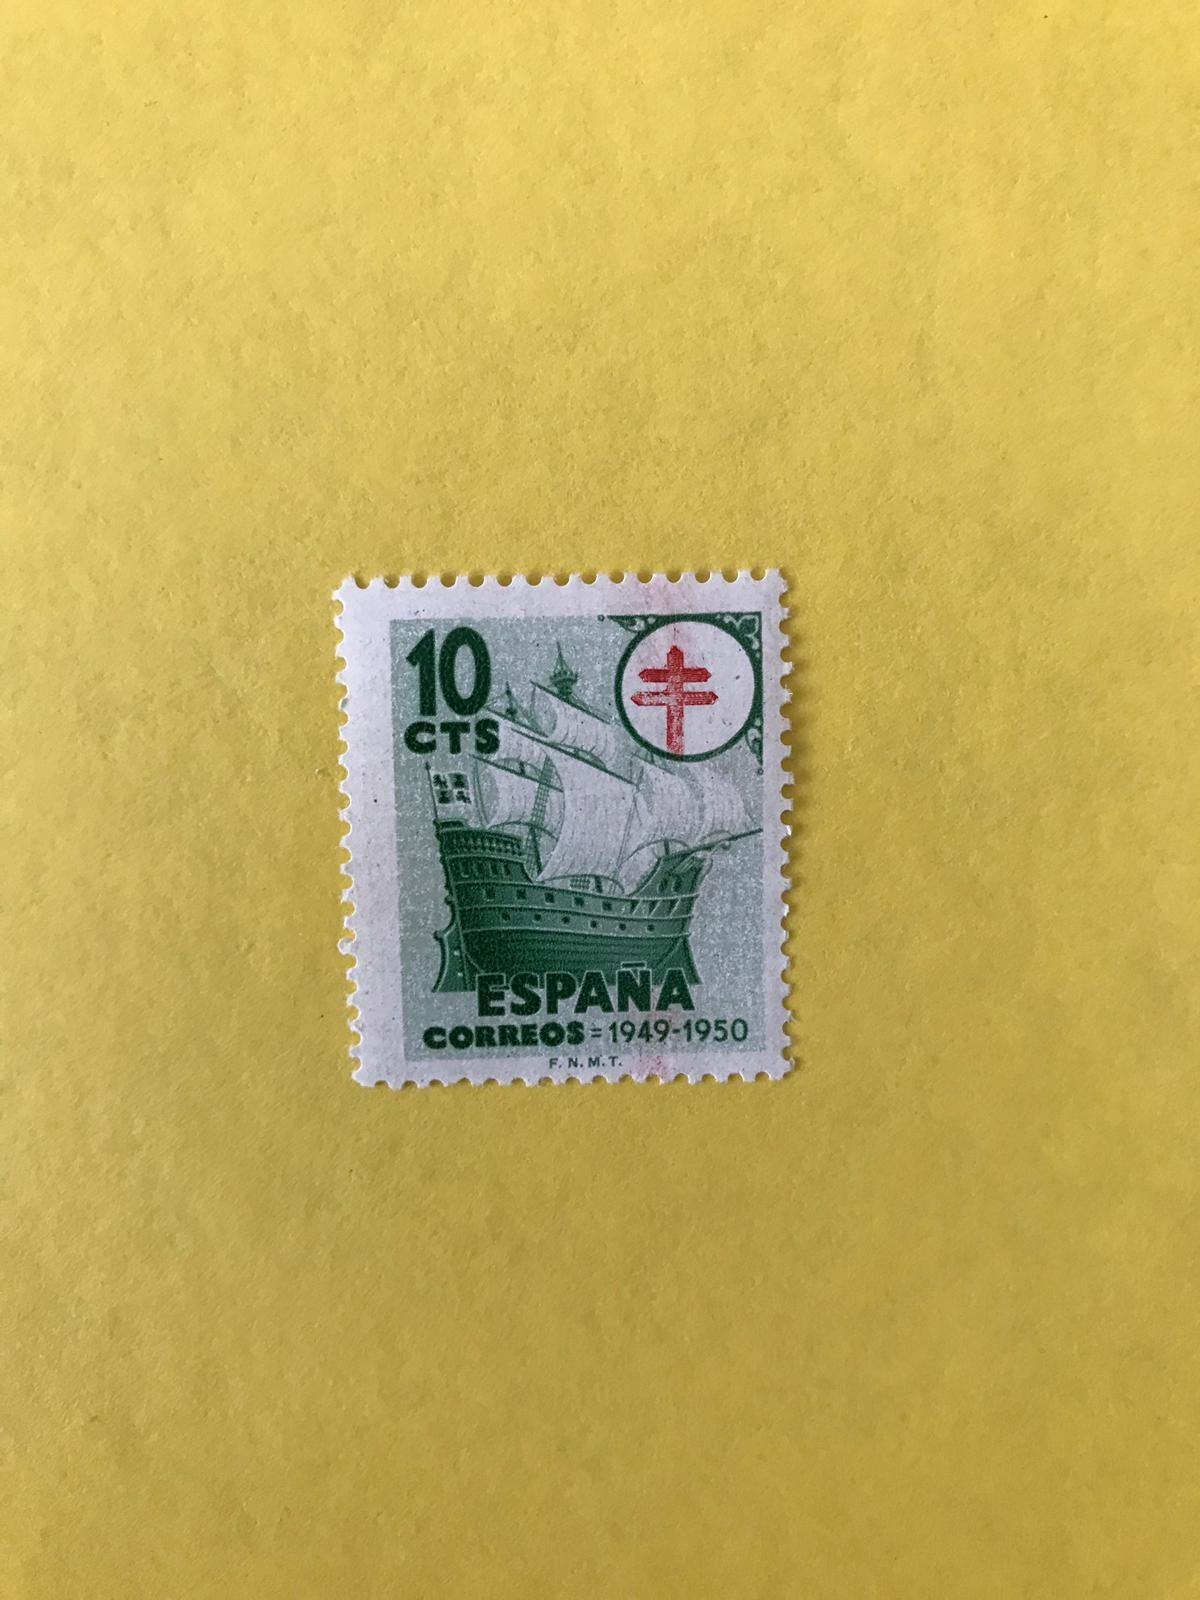 10
CTS
ESPAÑA
CORREOS = 1949-1950
F. N. M. T.